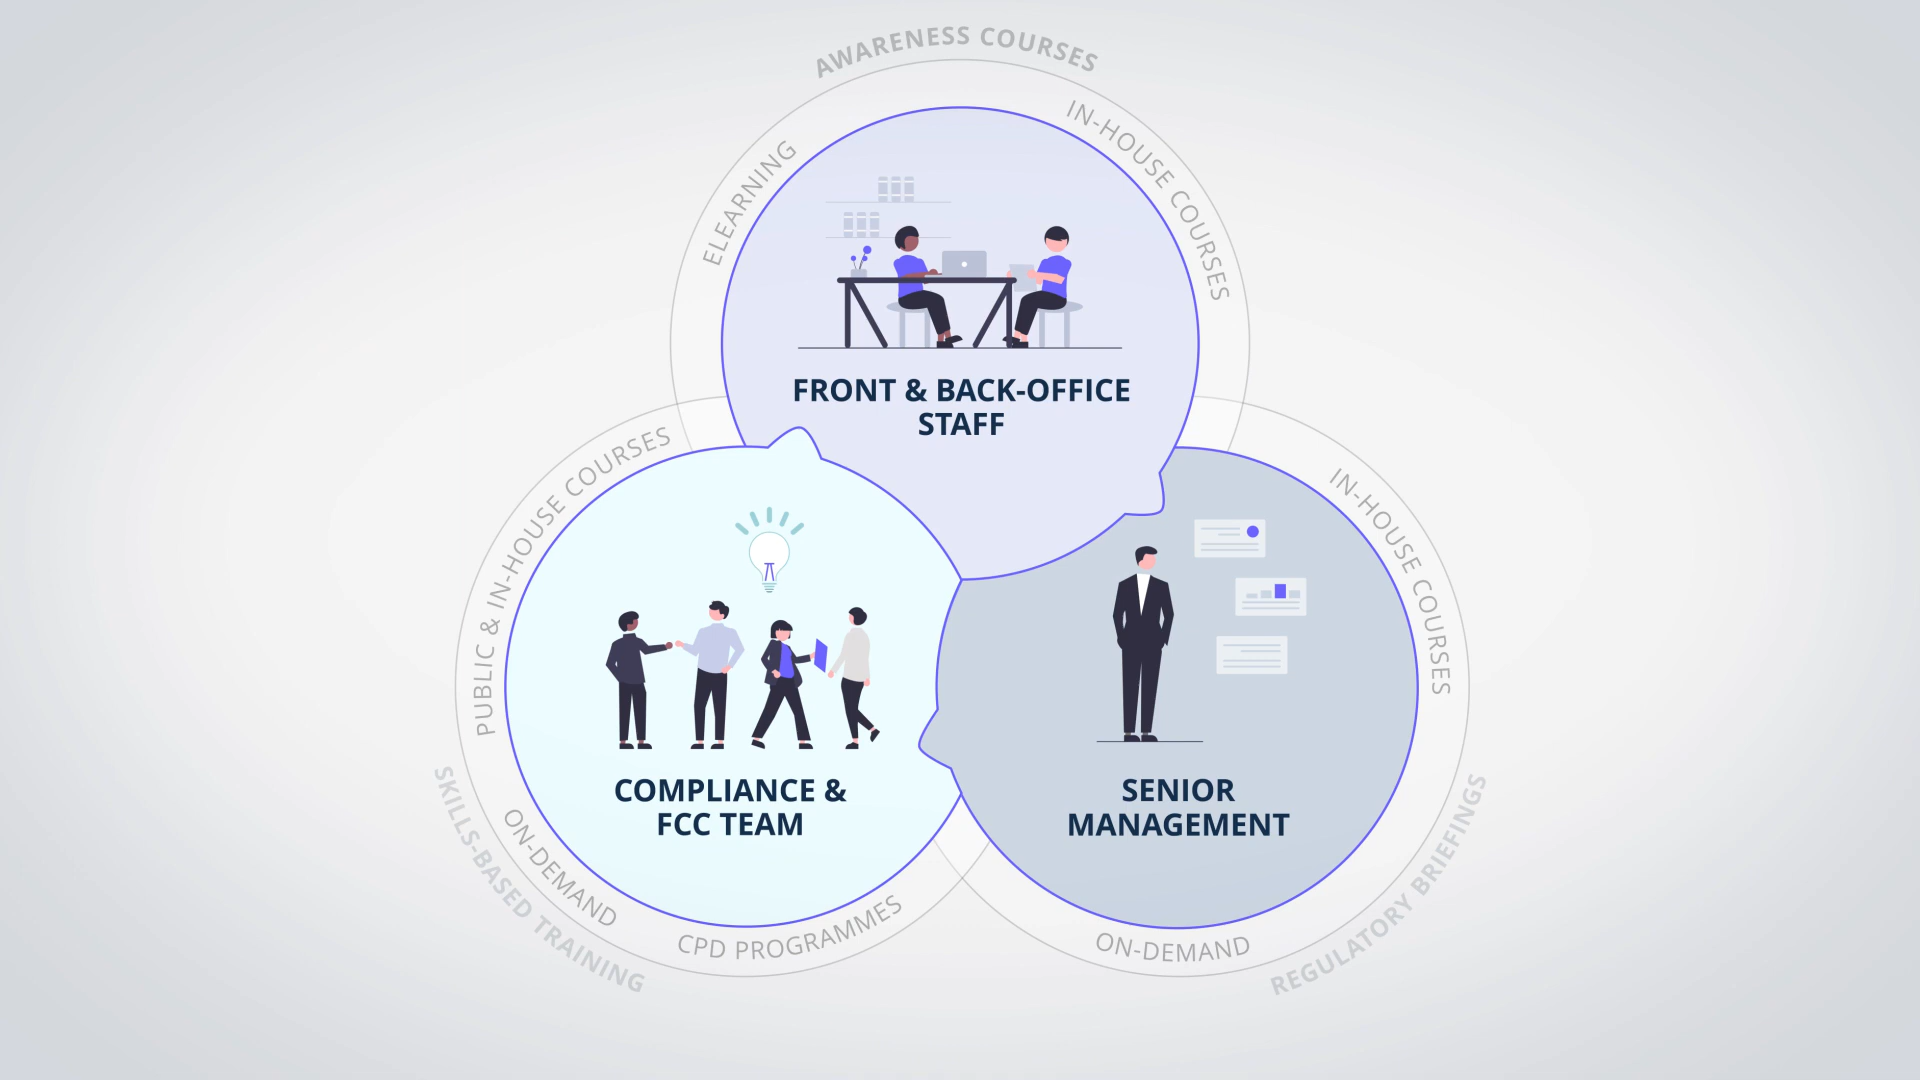 AWARENESS COURSES
ELEARNING
IN-HOUSE COURSES
FRONT & BACK-OFFICE
STAFF
PUBLIC & IN-HOUSE COURSES
COMPLIANCE &
FCC TEAM
ON-DEMAND
CPD PROGRAMMES
SKILLS-BASED TRAINING
IN-HOUSE COURSES
SENIOR
MANAGEMENT
ON-DEMAND
REGULATORY BRIEFINGS